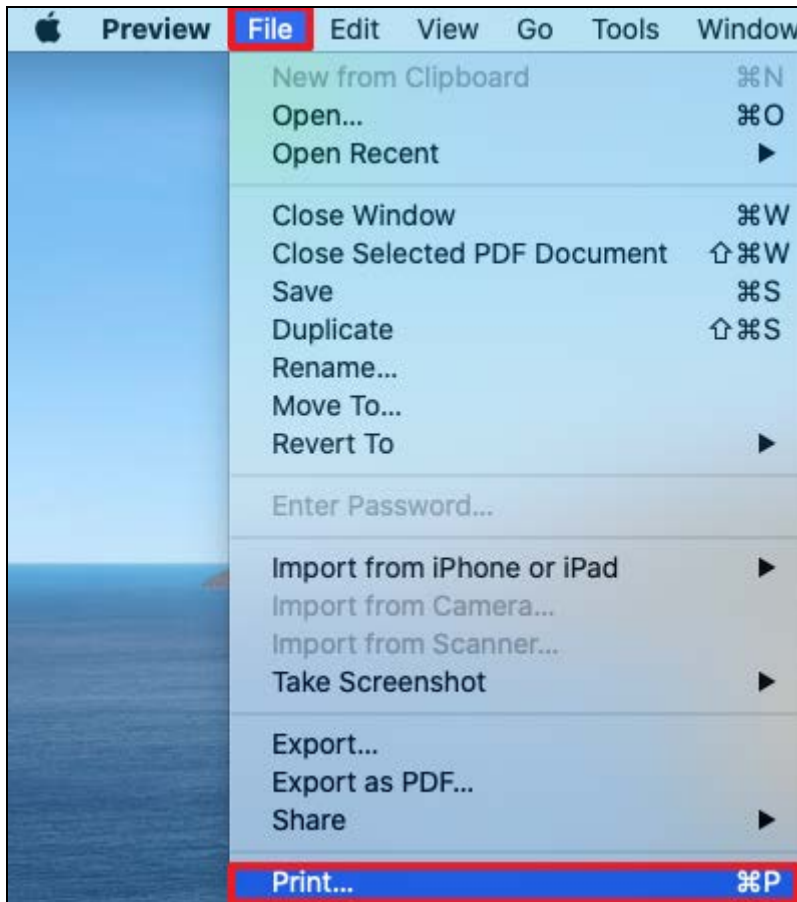 Preview File Edit View Go Tools Window
New from Clipboard ⌘N
Open... ⌘O
Open Recent ▶
Close Window ⌘W
Close Selected PDF Document ⇧⌘W
Save ⌘S
Duplicate ⇧⌘S
Rename...
Move To...
Revert To ▶
Enter Password...
Import from iPhone or iPad ▶
Import from Camera...
Import from Scanner...
Take Screenshot ▶
Export...
Export as PDF...
Share ▶
Print... ⌘P